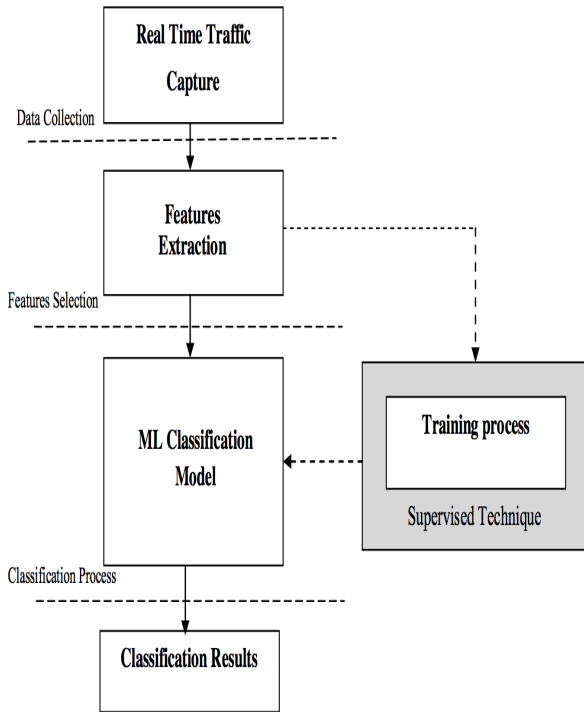 Real Time Traffic
Capture
Data Collection
Features
Extraction
Features Selection
ML Classification
Model
Training process
Supervised Technique
Classification Process
Classification Results